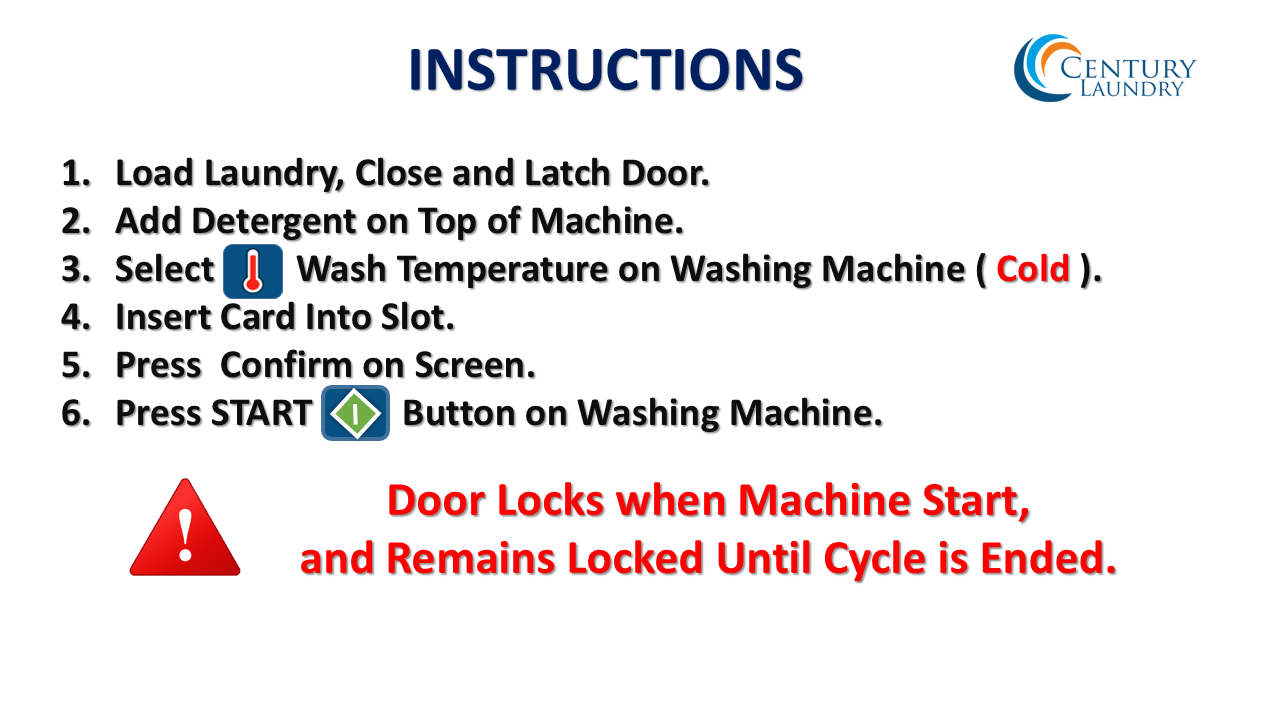 INSTRUCTIONS
CENTURY
LAUNDRY
1. Load Laundry, Close and Latch Door.
2. Add Detergent on Top of Machine.
3. Select Wash Temperature on Washing Machine ( Cold ).
4. Insert Card Into Slot.
5. Press Confirm on Screen.
6. Press START Button on Washing Machine.
Door Locks when Machine Start,
and Remains Locked Until Cycle is Ended.